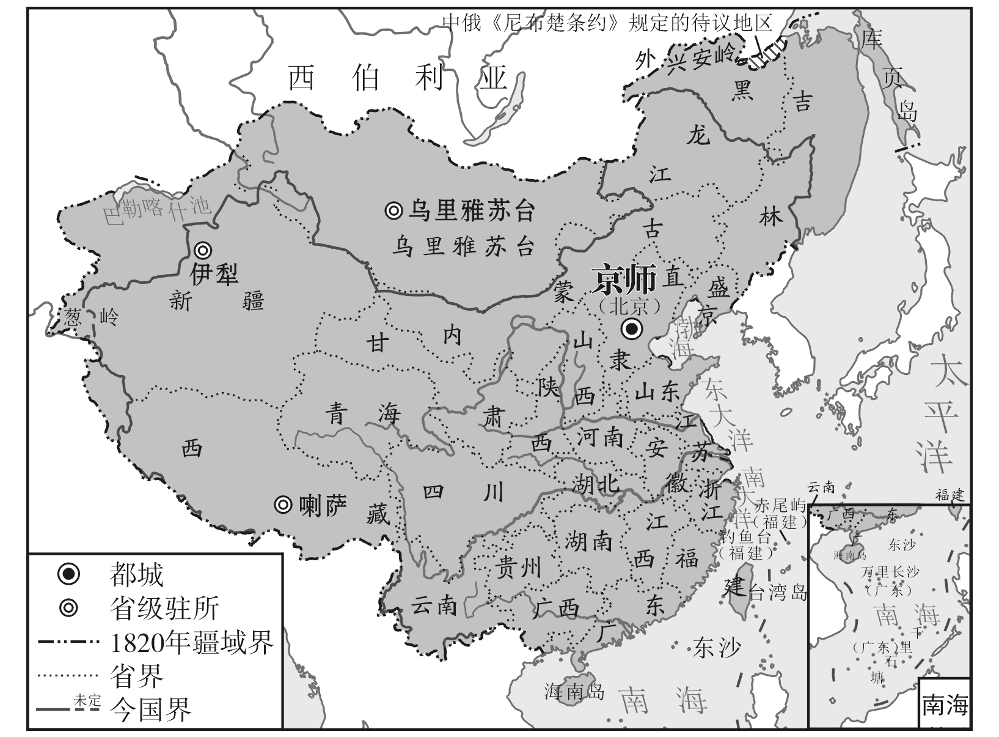 中俄《尼布楚条约》规定的待议地区
西伯利亚
外兴安岭
库页岛
黑龙江
吉林
巴勒喀什池
乌里雅苏台
乌里雅苏台
伊犁
新疆
葱岭
内蒙古
京师
（北京）
直隶
盛京
渤海
甘肃
山西
陕西
山东
东大洋
太平洋
青海
西藏
喇萨
河南
江苏
安徽
四川
湖北
浙江
南大洋
赤尾屿
（福建）
钓鱼台
（福建）
湖南
江西
福建
台湾岛
贵州
云南
广西
广东
东沙
海南岛
南海
云南
福建
广西
广东
海南岛
东沙
万里长沙
（广东）
南海
千里石塘
（广东）
南海
都城
省级驻所
1820年疆域界
省界
未定
今国界